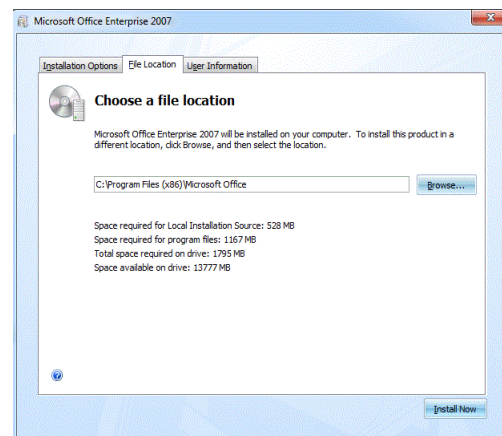 Microsoft Office Enterprise 2007
Installation Options File Location User Information
Choose a file location
Microsoft Office Enterprise 2007 will be installed on your computer. To install this product in a
different location, click Browse, and then select the location.
C:\Program Files (x86)\Microsoft Office
Browse...
Space required for Local Installation Source: 528 MB
Space required for program files: 1167 MB
Total space required on drive: 1795 MB
Space available on drive: 13777 MB
Install Now